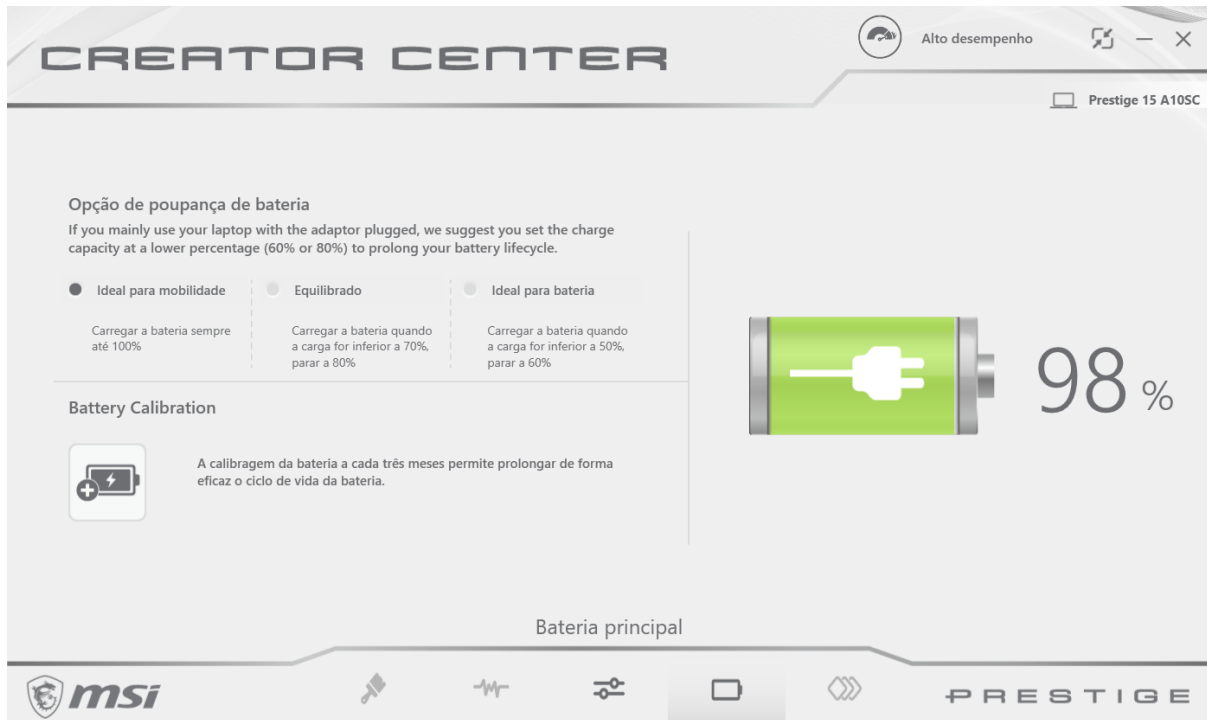 CREATOR CENTER
Alto desempenho
Prestige 15 A10SC
Opção de poupança de bateria
If you mainly use your laptop with the adaptor plugged, we suggest you set the charge
capacity at a lower percentage (60% or 80%) to prolong your battery lifecycle.
Ideal para mobilidade
Equilibrado
Ideal para bateria
Carregar a bateria sempre
até 100%
Carregar a bateria quando
a carga for inferior a 70%,
parar a 80%
Carregar a bateria quando
a carga for inferior a 50%,
parar a 60%
98 %
Battery Calibration
A calibragem da bateria a cada três meses permite prolongar de forma
eficaz o ciclo de vida da bateria.
Bateria principal
msi
PRESTIGE